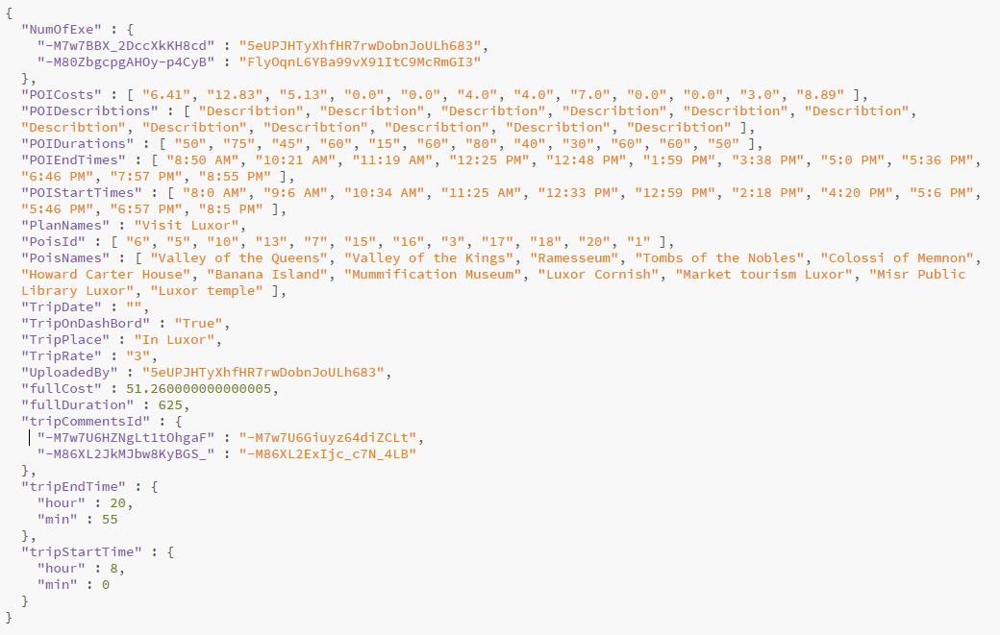 {
"NumOfExe" : {
"-M7w7BBX_2DccXkKH8cd" : "5eUPJHTyXhfHR7rwDobnJoULh683",
"-M80ZbgcpgAHOy-p4CyB" : "FlyOqnL6YBa99vX91ItC9McRmGI3"
},
"POICosts" : [ "6.41", "12.83", "5.13", "0.0", "0.0", "4.0", "4.0", "7.0", "0.0", "0.0", "3.0", "8.89" ],
"POIDescribtions" : [ "Describtion", "Describtion", "Describtion", "Describtion", "Describtion", "Describtion",
"Describtion", "Describtion", "Describtion", "Describtion", "Describtion", "Describtion" ],
"POIDurations" : [ "50", "75", "45", "60", "15", "60", "80", "40", "30", "60", "60", "50" ],
"POIEndTimes" : [ "8:50 AM", "10:21 AM", "11:19 AM", "12:25 PM", "12:48 PM", "1:59 PM", "3:38 PM", "5:0 PM", "5:36 PM",
"6:46 PM", "7:57 PM", "8:55 PM" ],
"POIStartTimes" : [ "8:0 AM", "9:6 AM", "10:34 AM", "11:25 AM", "12:33 PM", "12:59 PM", "2:18 PM", "4:20 PM", "5:6 PM",
"5:46 PM", "6:57 PM", "8:5 PM" ],
"PlanNames" : "Visit Luxor",
"PoisId" : [ "6", "5", "10", "13", "7", "15", "16", "3", "17", "18", "20", "1" ],
"PoisNames" : [ "Valley of the Queens", "Valley of the Kings", "Ramesseum", "Tombs of the Nobles", "Colossi of Memnon",
"Howard Carter House", "Banana Island", "Mummification Museum", "Luxor Cornish", "Market tourism Luxor", "Misr Public
Library Luxor", "Luxor temple" ],
"TripDate" : "",
"TripOnDashBord" : "True",
"TripPlace" : "In Luxor",
"TripRate" : "3",
"UploadedBy" : "5eUPJHTyXhfHR7rwDobnJoULh683",
"fullCost" : 51.260000000000005,
"fullDuration" : 625,
"tripCommentsId" : {
"-M7w7U6HZNgLt1tOhgaF" : "-M7w7U6Giuyz64diZCLt",
"-M86XL2JkMJbw8KyBGS_" : "-M86XL2ExIjc_c7N_4LB"
},
"tripEndTime" : {
"hour" : 20,
"min" : 55
},
"tripStartTime" : {
"hour" : 8,
"min" : 0
}
}